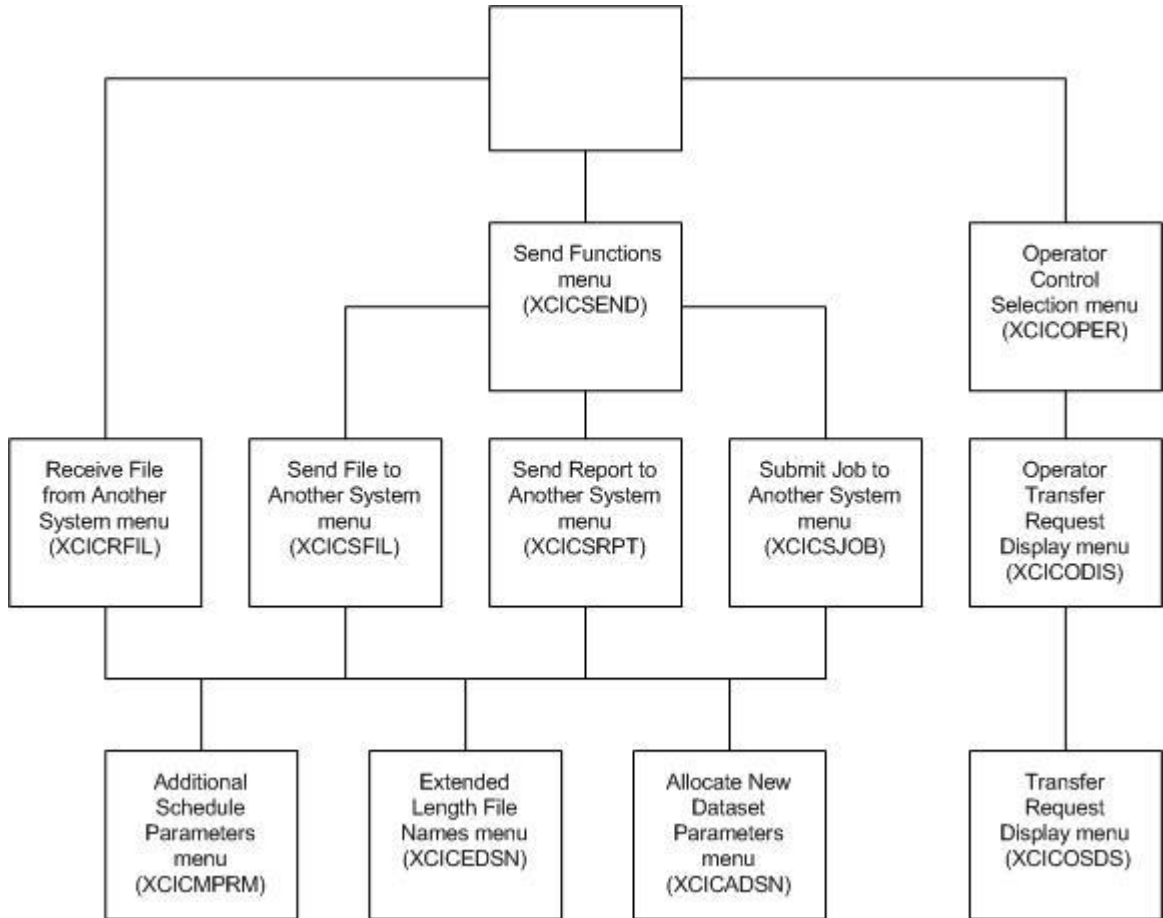 Send Functions
menu
(XCICSEND)
Operator
Control
Selection menu
(XCICOPER)
Receive File
from Another
System menu
(XCICRFIL)
Send File to
Another System
menu
(XCICSFIL)
Send Report to
Another System
menu
(XCICSRPT)
Submit Job to
Another System
menu
(XCICSJOB)
Operator
Transfer
Request
Display menu
(XCICODIS)
Additional
Schedule
Parameters
menu
(XCICMPRM)
Extended
Length File
Names menu
(XCICEDSN)
Allocate New
Dataset
Parameters
menu
(XCICADSN)
Transfer
Request
Display menu
(XCICOSDS)